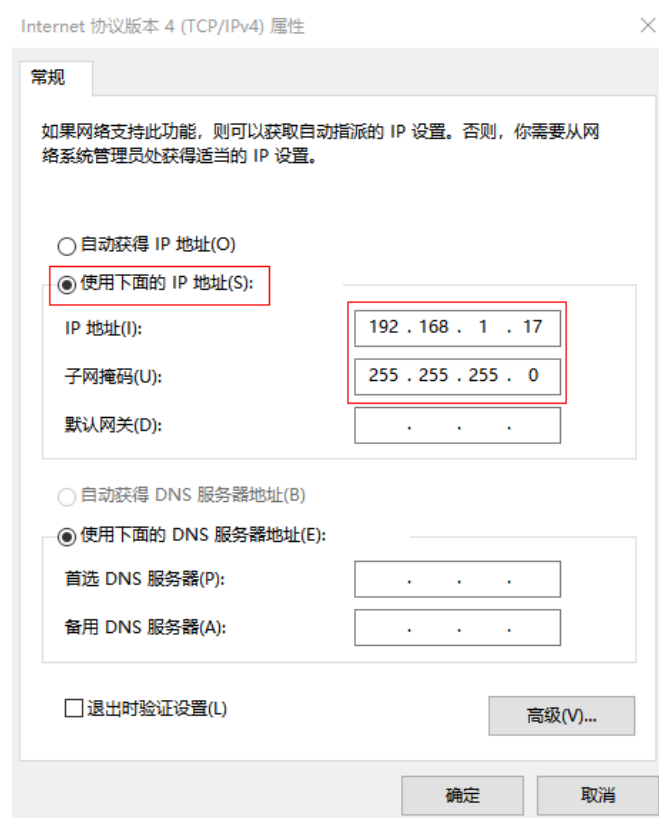 Internet 协议版本 4 (TCP/IPv4) 属性
常规
如果网络支持此功能，则可以获取自动指派的 IP 设置。否则，你需要从网
络系统管理员处获得适当的 IP 设置。
自动获得 IP 地址(O)
使用下面的 IP 地址(S):
IP 地址(I): 192 . 168 . 1 . 17
子网掩码(U): 255 . 255 . 255 . 0
默认网关(D): . . .
自动获得 DNS 服务器地址(B)
使用下面的 DNS 服务器地址(E):
首选 DNS 服务器(P): . . .
备用 DNS 服务器(A): . . .
退出时验证设置(L)
高级(V)...
确定 取消